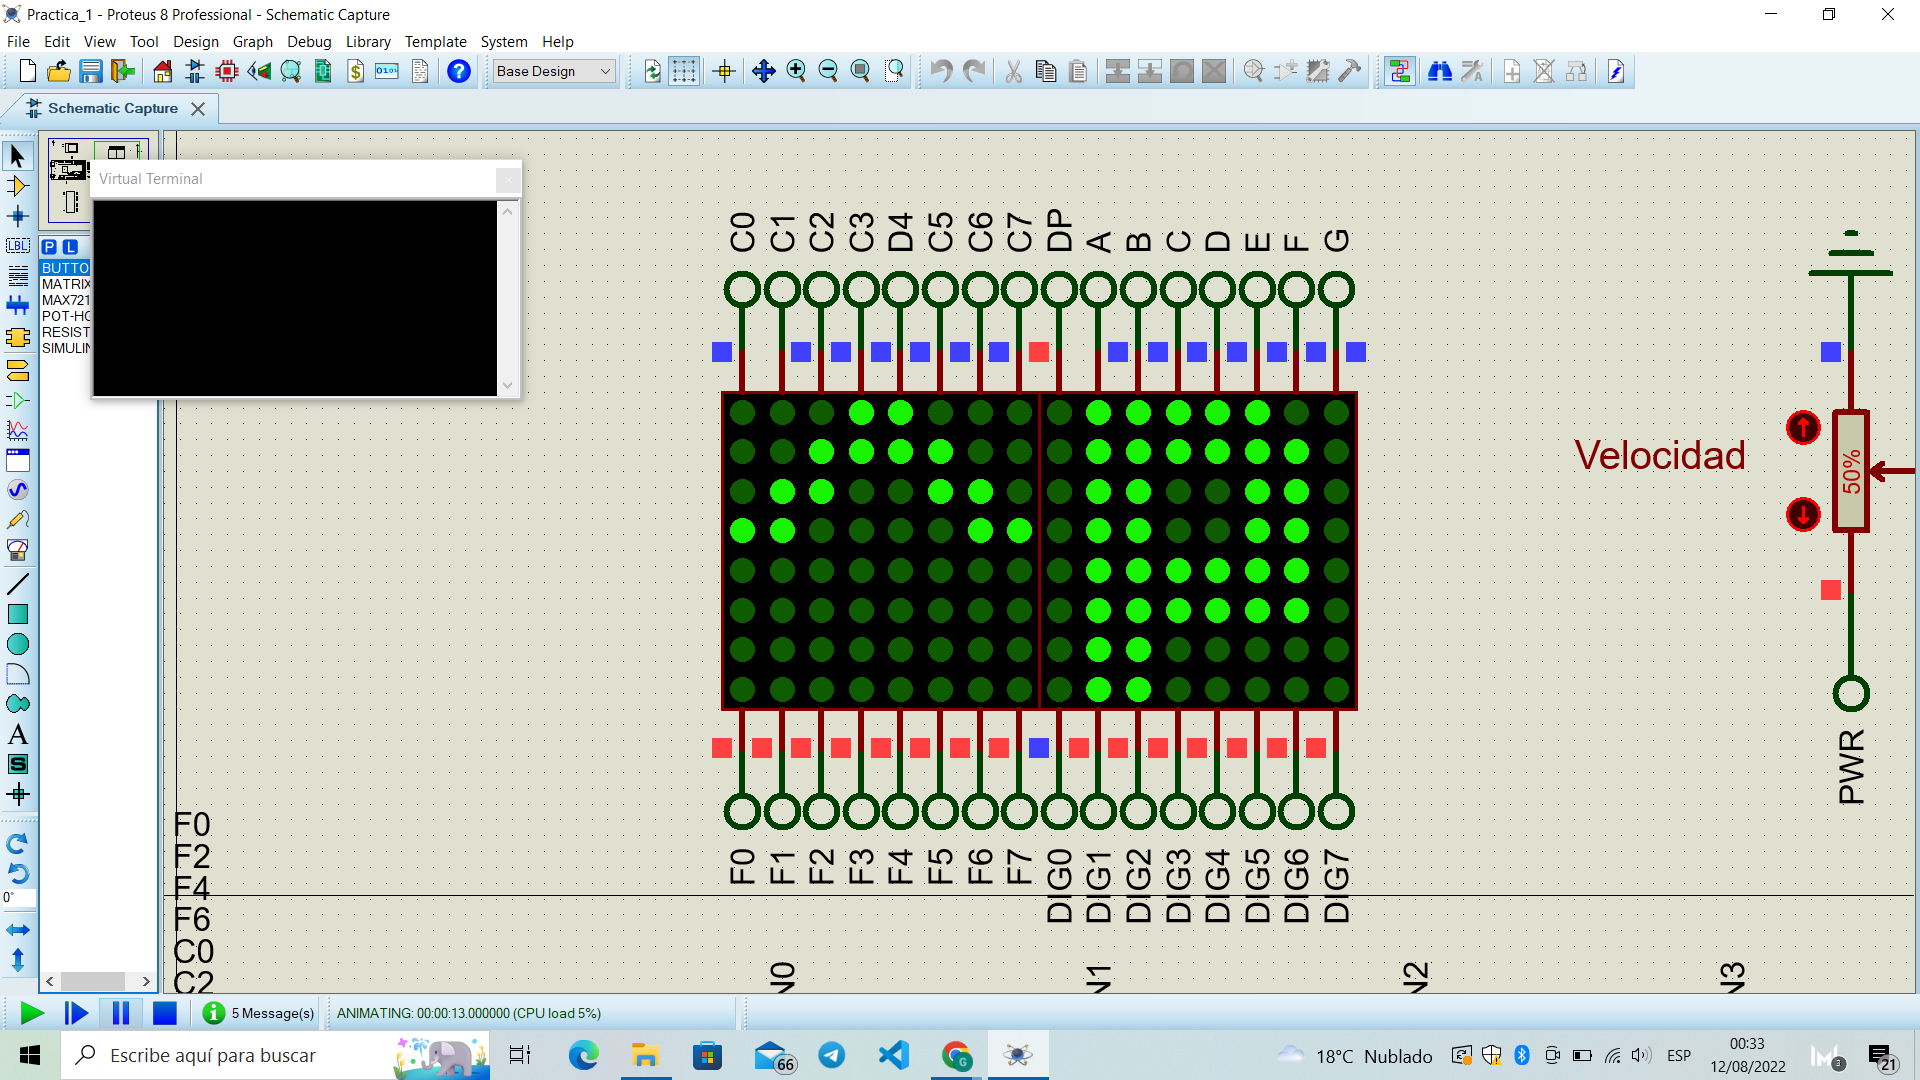 Practica_1 - Proteus 8 Professional - Schematic Capture
File Edit View Tool Design Graph Debug Library Template System Help
Base Design
Schematic Capture
Virtual Terminal
P L
BUTTO
MATRIX
MAX721
POT-HO
RESIST
SIMULIN
LBL
A
S
0°
C0 C1 C2 C3 D4 C5 C6 C7 DP A B C D E F G
Velocidad
50%
PWR
F0 F1 F2 F3 F4 F5 F6 F7 DIG0 DIG1 DIG2 DIG3 DIG4 DIG5 DIG6 DIG7
F0
F2
F4
F6
C0
C2
N0 N1 N2 N3
5 Message(s)
ANIMATING: 00:00:13.000000 (CPU load 5%)
Escribe aquí para buscar
66
18°C Nublado
ESP
00:33
12/08/2022
3
21